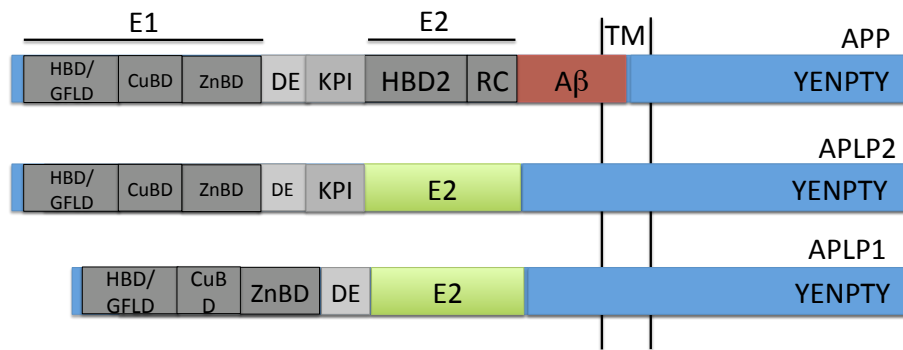 E1
E2
TM
APP
HBD/
GFLD
CuBD
ZnBD
DE
KPI
HBD2
RC
Aβ
YENPTY
APLP2
HBD/
GFLD
CuBD
ZnBD
DE
KPI
E2
YENPTY
APLP1
HBD/
GFLD
CuB
D
ZnBD
DE
E2
YENPTY